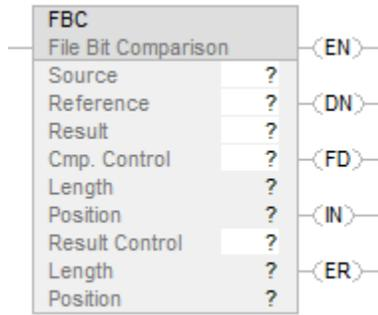 FBC
File Bit Comparison (EN)
Source ?
Reference ? (DN)
Result ?
Cmp. Control ? (FD)
Length ?
Position ? (IN)
Result Control ?
Length ? (ER)
Position ?